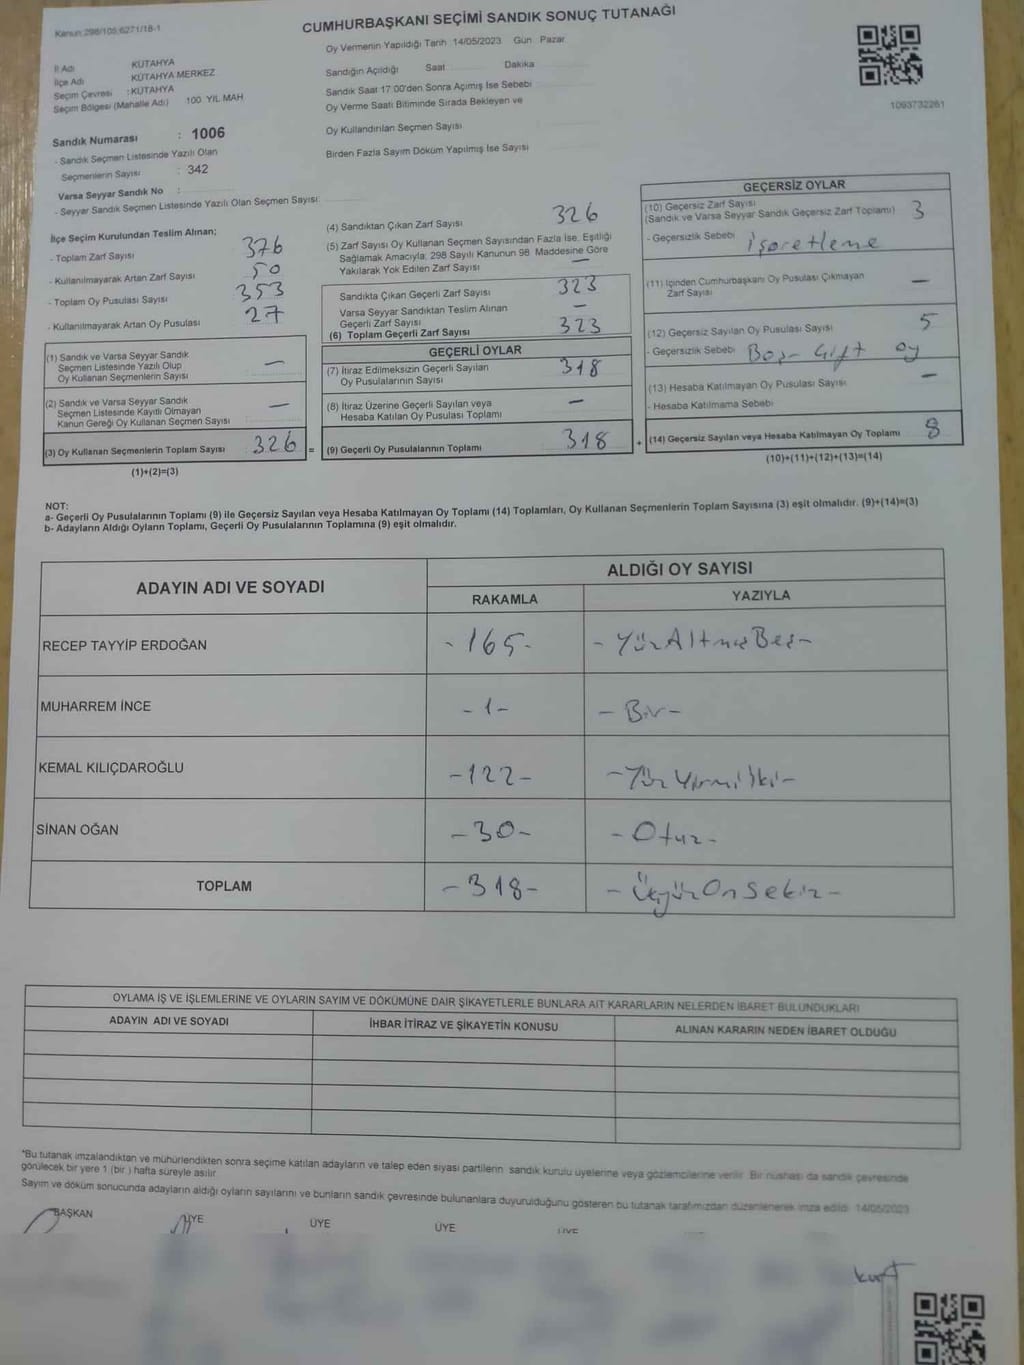 Kanun:298/105;6271/18-1
CUMHURBAŞKANI SEÇİMİ SANDIK SONUÇ TUTANAĞI
Oy Vermenin Yapıldığı Tarih 14/05/2023 Gün Pazar
İl Adı KÜTAHYA
İlçe Adı KÜTAHYA MERKEZ
Seçim Çevresi :KÜTAHYA
Seçim Bölgesi (Mahalle Adı) 100. YIL MAH
Sandığın Açıldığı Saat Dakika
Sandık Saat 17:00'den Sonra Açımış İse Sebebi
Oy Verme Saati Bitiminde Sırada Bekleyen ve
Oy Kullandırılan Seçmen Sayısı
Birden Fazla Sayım Döküm Yapılmış İse Sayısı
1093732261
Sandık Numarası : 1006
- Sandık Seçmen Listesinde Yazılı Olan
Seçmenlerin Sayısı : 342
Varsa Seyyar Sandık No :
- Seyyar Sandık Seçmen Listesinde Yazılı Olan Seçmen Sayısı:
İlçe Seçim Kurulundan Teslim Alınan;
- Toplam Zarf Sayısı 376
- Kullanılmayarak Artan Zarf Sayısı 50
- Toplam Oy Pusulası Sayısı 353
- Kullanılmayarak Artan Oy Pusulası 27
(1) Sandık ve Varsa Seyyar Sandık
Seçmen Listesinde Yazılı Olup
Oy Kullanan Seçmenlerin Sayısı —
(2) Sandık ve Varsa Seyyar Sandık
Seçmen Listesinde Kayıtlı Olmayan
Kanun Gereği Oy Kullanan Seçmen Sayısı —
(3) Oy Kullanan Seçmenlerin Toplam Sayısı 326 =
(1)+(2)=(3)
(4) Sandıktan Çıkan Zarf Sayısı 326
(5) Zarf Sayısı Oy Kullanan Seçmen Sayısından Fazla İse, Eşitliği
Sağlamak Amacıyla; 298 Sayılı Kanunun 98. Maddesine Göre
Yakılarak Yok Edilen Zarf Sayısı —
Sandıkta Çıkan Geçerli Zarf Sayısı 323
Varsa Seyyar Sandıktan Teslim Alınan
Geçerli Zarf Sayısı —
(6) Toplam Geçerli Zarf Sayısı 323
GEÇERLİ OYLAR
(7) İtiraz Edilmeksizin Geçerli Sayılan
Oy Pusulalarının Sayısı 318
(8) İtiraz Üzerine Geçerli Sayılan veya
Hesaba Katılan Oy Pusulası Toplamı —
(9) Geçerli Oy Pusulalarının Toplamı 318 +
GEÇERSİZ OYLAR
(10) Geçersiz Zarf Sayısı
(Sandık ve Varsa Seyyar Sandık Geçersiz Zarf Toplamı) 3
- Geçersizlik Sebebi işaretleme
(11) İçinden Cumhurbaşkanı Oy Pusulası Çıkmayan
Zarf Sayısı —
(12) Geçersiz Sayılan Oy Pusulası Sayısı 5
- Geçersizlik Sebebi Boş - Çift oy
(13) Hesaba Katılmayan Oy Pusulası Sayısı —
- Hesaba Katılmama Sebebi
(14) Geçersiz Sayılan veya Hesaba Katılmayan Oy Toplamı 8
(10)+(11)+(12)+(13)=(14)
NOT:
a- Geçerli Oy Pusulalarının Toplamı (9) ile Geçersiz Sayılan veya Hesaba Katılmayan Oy Toplamı (14) Toplamları, Oy Kullanan Seçmenlerin Toplam Sayısına (3) eşit olmalıdır. (9)+(14)=(3)
b- Adayların Aldığı Oyların Toplamı, Geçerli Oy Pusulalarının Toplamına (9) eşit olmalıdır.
ADAYIN ADI VE SOYADI ALDIĞI OY SAYISI
RAKAMLA YAZIYLA
RECEP TAYYİP ERDOĞAN -165- -YüzAltmışBeş-
MUHARREM İNCE -1- -Bir-
KEMAL KILIÇDAROĞLU -122- -Yüz Yirmi İki-
SİNAN OĞAN -30- -Otuz-
TOPLAM -318- -ÜçyüzOnSekiz-
OYLAMA İŞ VE İŞLEMLERİNE VE OYLARIN SAYIM VE DÖKÜMÜNE DAİR ŞİKAYETLERLE BUNLARA AİT KARARLARIN NELERDEN İBARET BULUNDUKLARI
ADAYIN ADI VE SOYADI İHBAR İTİRAZ VE ŞİKAYETİN KONUSU ALINAN KARARIN NEDEN İBARET OLDUĞU
*Bu tutanak imzalandıktan ve mühürlendikten sonra seçime katılan adayların ve talep eden siyasi partilerin sandık kurulu üyelerine veya gözlemcilerine verilir. Bir nüshası da sandık çevresinde
görülecek bir yere 1 (bir ) hafta süreyle asılır.
Sayım ve döküm sonucunda adayların aldığı oyların sayılarını ve bunların sandık çevresinde bulunanlara duyurulduğunu gösteren bu tutanak tarafımızdan düzenlenerek imza edildi. 14/05/2023
BAŞKAN ÜYE ÜYE ÜYE ÜYE
kurt